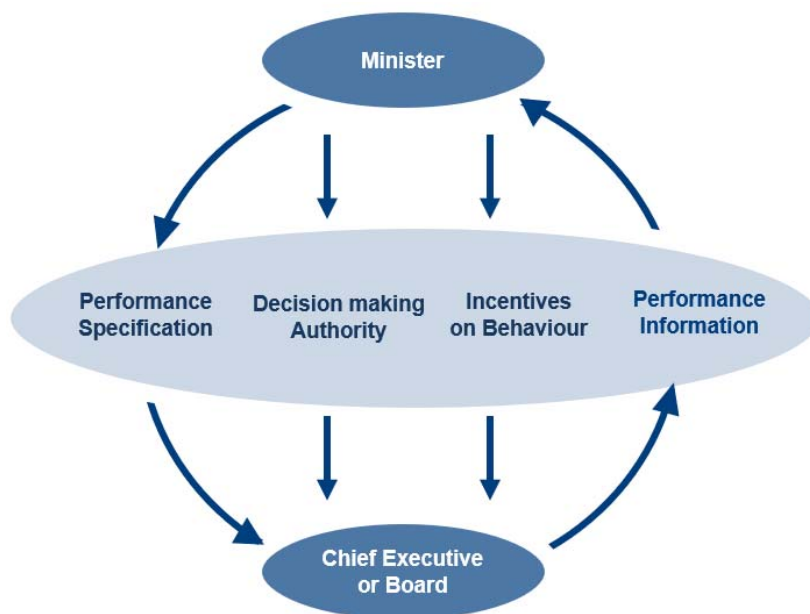 Minister
Performance
Specification
Decision making
Authority
Incentives
on Behaviour
Performance
Information
Chief Executive
or Board